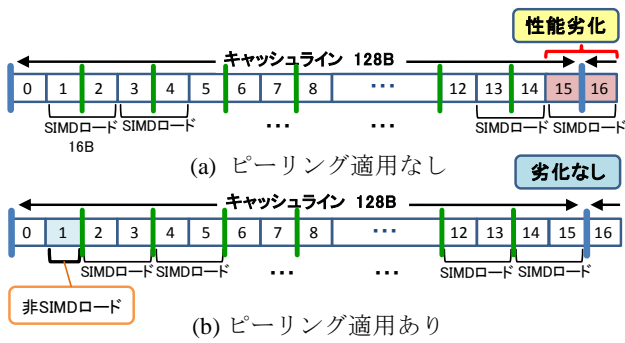 性能劣化
キャッシュライン 128B
0 1 2 3 4 5 6 7 8 ... 12 13 14 15 16
SIMDロード SIMDロード ... ... SIMDロード SIMDロード
16B
(a) ピーリング適用なし
劣化なし
キャッシュライン 128B
0 1 2 3 4 5 6 7 8 ... 12 13 14 15 16
SIMDロード SIMDロード ... ... SIMDロード SIMDロード
非SIMDロード
(b) ピーリング適用あり